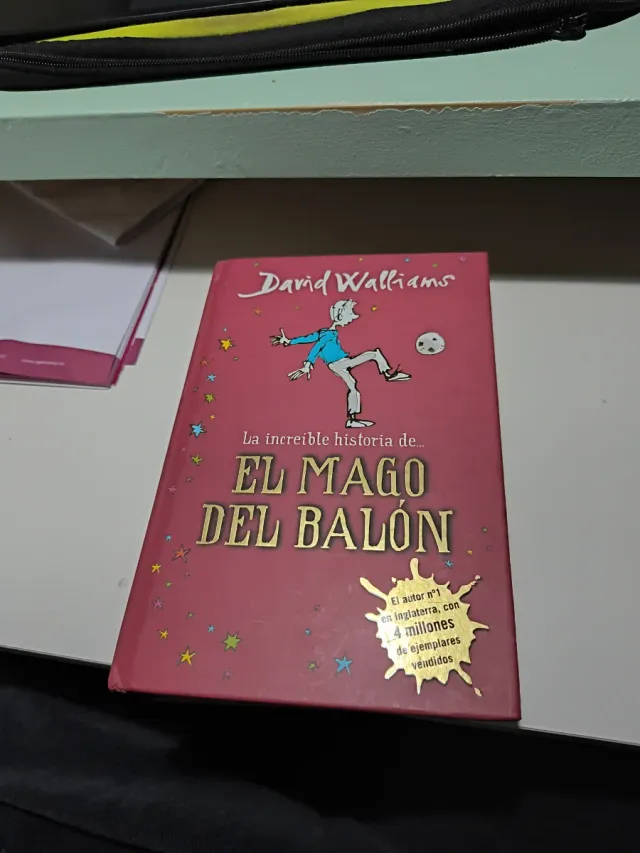 David Walliams
La increíble historia de...
EL MAGO
DEL BALÓN
El autor nº1
en Inglaterra, con
4 millones
de ejemplares
vendidos